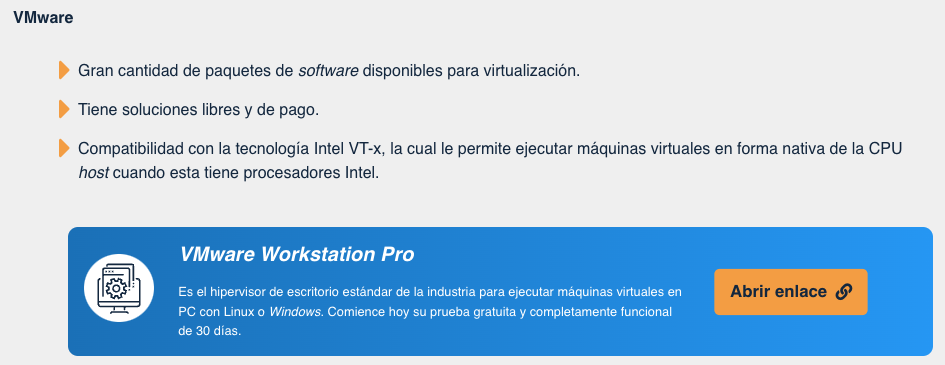 VMware
Gran cantidad de paquetes de software disponibles para virtualización.
Tiene soluciones libres y de pago.
Compatibilidad con la tecnología Intel VT-x, la cual le permite ejecutar máquinas virtuales en forma nativa de la CPU
host cuando esta tiene procesadores Intel.
VMware Workstation Pro
Es el hipervisor de escritorio estándar de la industria para ejecutar máquinas virtuales en
PC con Linux o Windows. Comience hoy su prueba gratuita y completamente funcional
de 30 días.
Abrir enlace